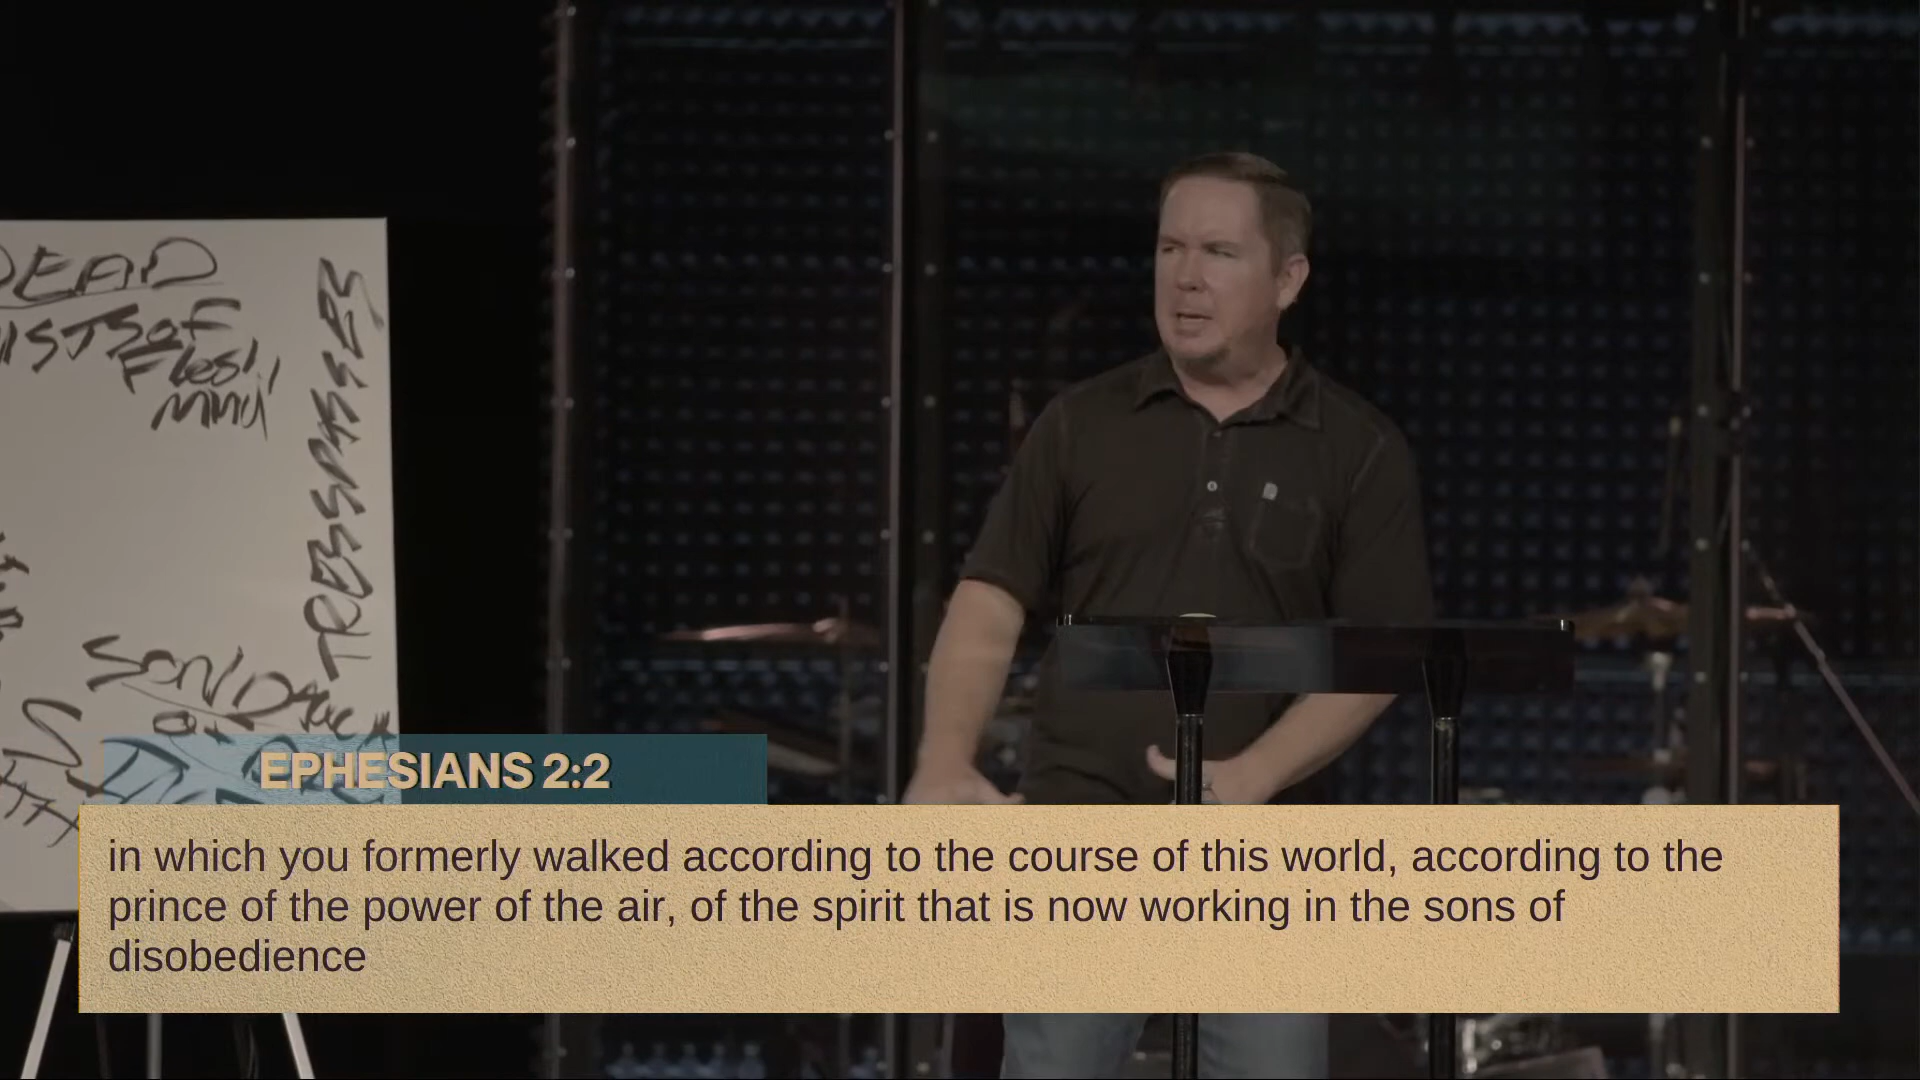 DEAD
of
Flesh
mind
TRESSPASSES
EPHESIANS 2:2
in which you formerly walked according to the course of this world, according to the
prince of the power of the air, of the spirit that is now working in the sons of
disobedience